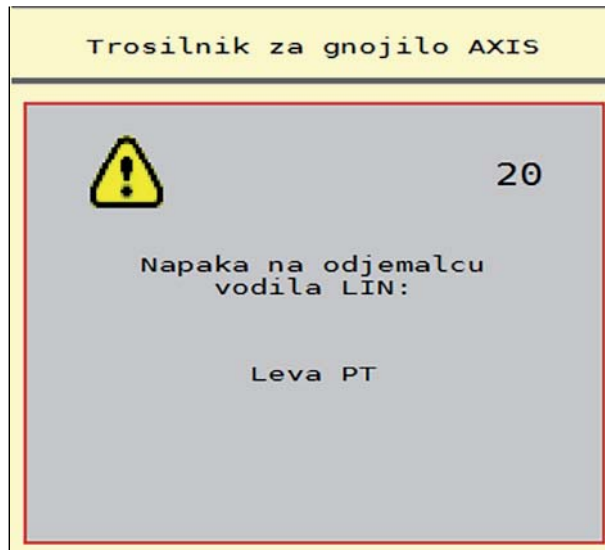 Trosilnik za gnojilo AXIS
20
Napaka na odjemalcu
vodila LIN:
Leva PT